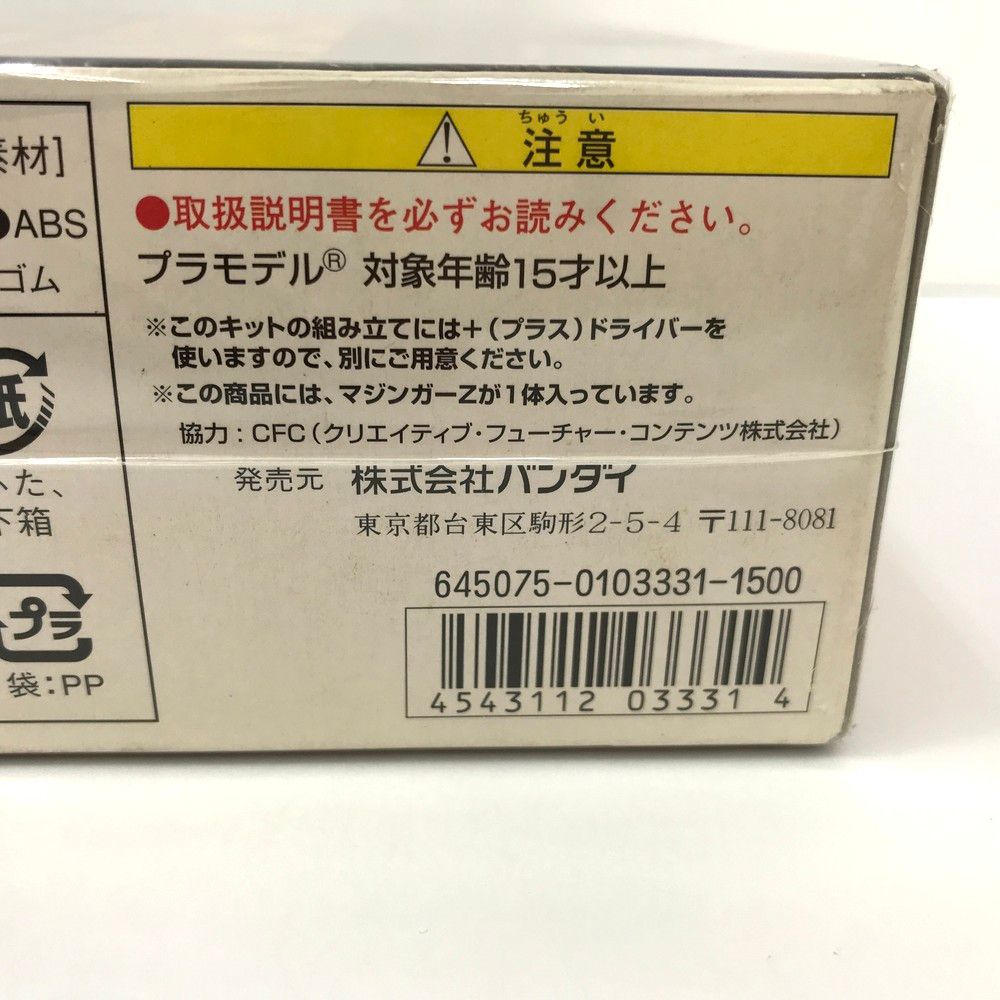 素材]
●ABS
ゴム
紙
ふた、
下箱
プラ
袋:PP
ちゅう い
注意
●取扱説明書を必ずお読みください。
プラモデル® 対象年齢15才以上
※このキットの組み立てには+(プラス)ドライバーを
使いますので、別にご用意ください。
※この商品には、マジンガーZが1体入っています。
協力:CFC(クリエイティブ・フューチャー・コンテンツ株式会社)
発売元 株式会社バンダイ
東京都台東区駒形2-5-4 〒111-8081
645075-0103331-1500
4543112 03331 4